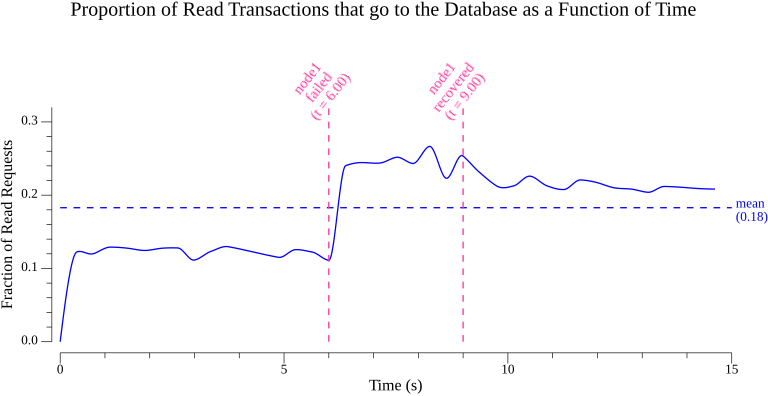 Proportion of Read Transactions that go to the Database as a Function of Time
node1
failed
(t = 6.00)
node1
recovered
(t = 9.00)
Fraction of Read Requests
0.3
0.2
0.1
0.0
mean
(0.18)
0
5
10
15
Time (s)